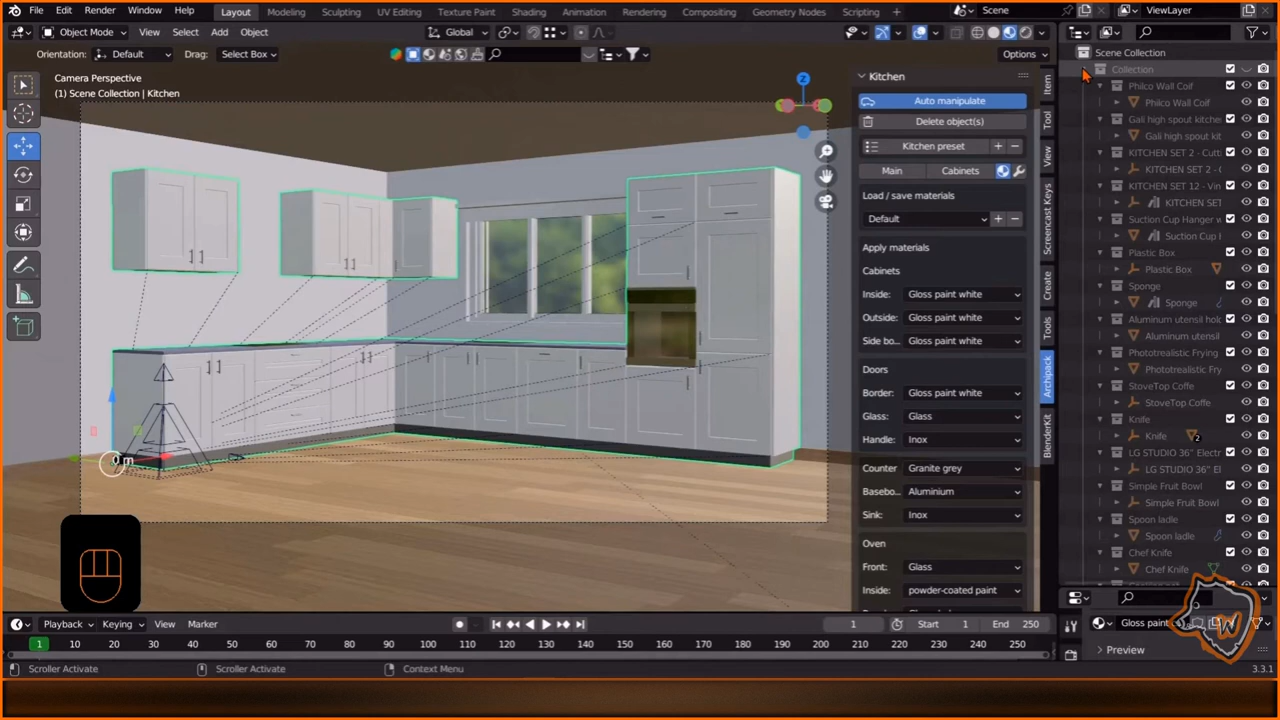 File Edit Render Window Help Layout Modeling Sculpting UV Editing Texture Paint Shading Animation Rendering Compositing Geometry Nodes Scripting + Scene ViewLayer
Object Mode View Select Add Object Global
Orientation: Default Drag: Select Box Options
Camera Perspective
(1) Scene Collection | Kitchen
Z
0 m
Kitchen
Auto manipulate
Delete object(s)
Kitchen preset + −
Main Cabinets
Load / save materials
Default + −
Apply materials
Cabinets
Inside: Gloss paint white
Outside: Gloss paint white
Side bo... Gloss paint white
Doors
Border: Gloss paint white
Glass: Glass
Handle: Inox
Counter Granite grey
Basebo... Aluminium
Sink: Inox
Oven
Front: Glass
Inside: powder-coated paint
Item
Tool
View
Screencast Keys
Create
Tools
Archipack
BlenderKit
Scene Collection
Collection
Philco Wall Coif
Philco Wall Coif
Gali high spout kitche
Gali high spout kit
KITCHEN SET 2 - Cutt
KITCHEN SET 2 -
KITCHEN SET 12 - Vin
KITCHEN SET
Suction Cup Hanger w
Suction Cup H
Plastic Box
Plastic Box
Sponge
Sponge
Aluminum utensil hold
Aluminum utensil
Phototrealistic Frying
Phototrealistic Fry
StoveTop Coffe
StoveTop Coffe
Knife
Knife 2
LG STUDIO 36" Electr
LG STUDIO 36" El
Simple Fruit Bowl
Simple Fruit Bowl
Spoon ladle
Spoon ladle
Chef Knife
Chef Knife
Gloss paint
Preview
W
Playback Keying View Marker 1 Start 1 End 250
1 10 20 30 40 50 60 70 80 90 100 110 120 130 140 150 160 170 180 190 200 210 220 230 240 250
Scroller Activate Scroller Activate Context Menu 3.3.1